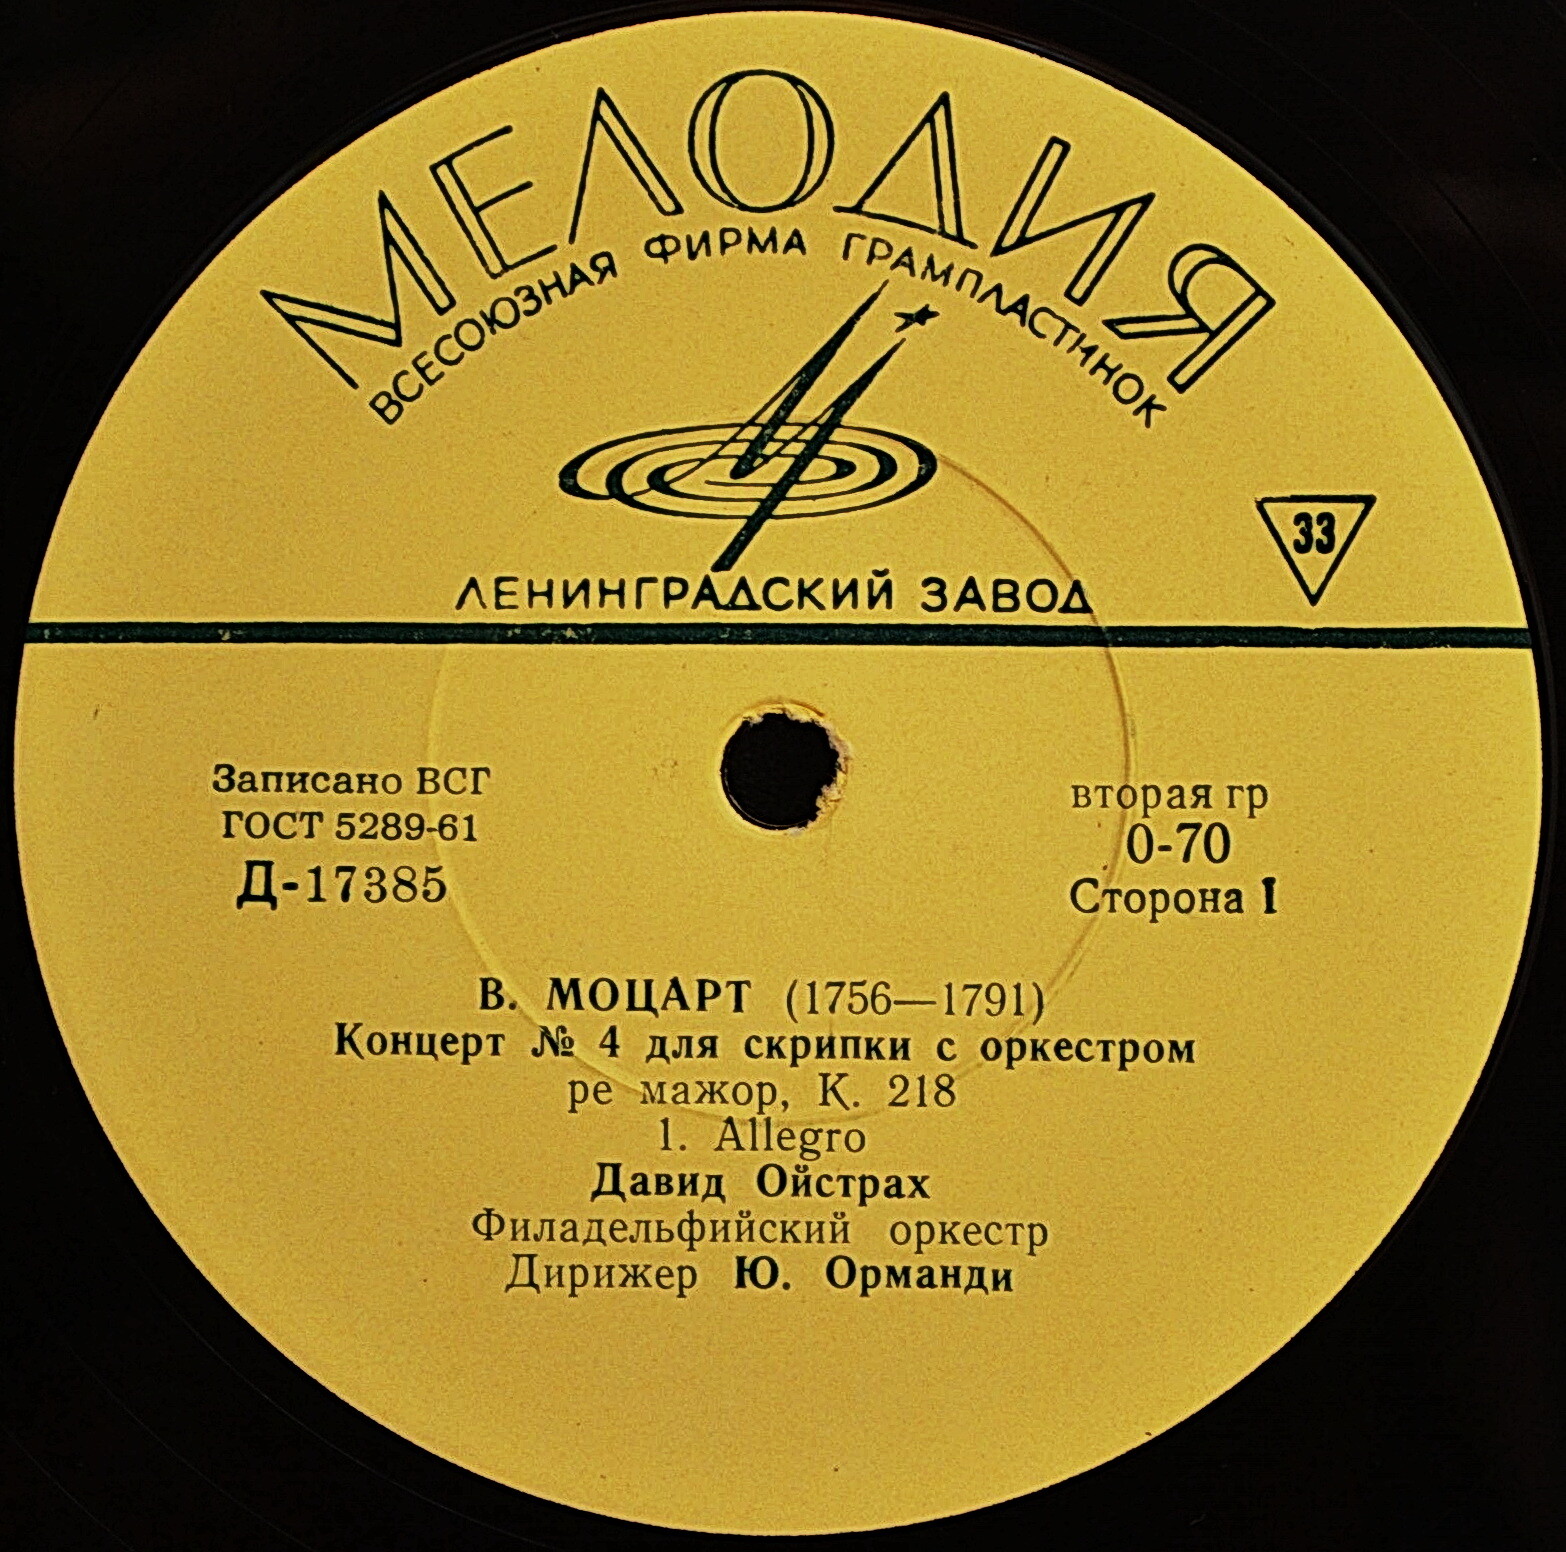 МЕЛОДИЯ
ВСЕСОЮЗНАЯ ФИРМА ГРАМПЛАСТИНОК
33
ЛЕНИНГРАДСКИЙ ЗАВОД
Записано ВСГ
ГОСТ 5289-61
Д-17385
вторая гр
0-70
Сторона I
В. МОЦАРТ (1756—1791)
Концерт № 4 для скрипки с оркестром
ре мажор, К. 218
1. Allegro
Давид Ойстрах
Филадельфийский оркестр
Дирижер Ю. Орманди